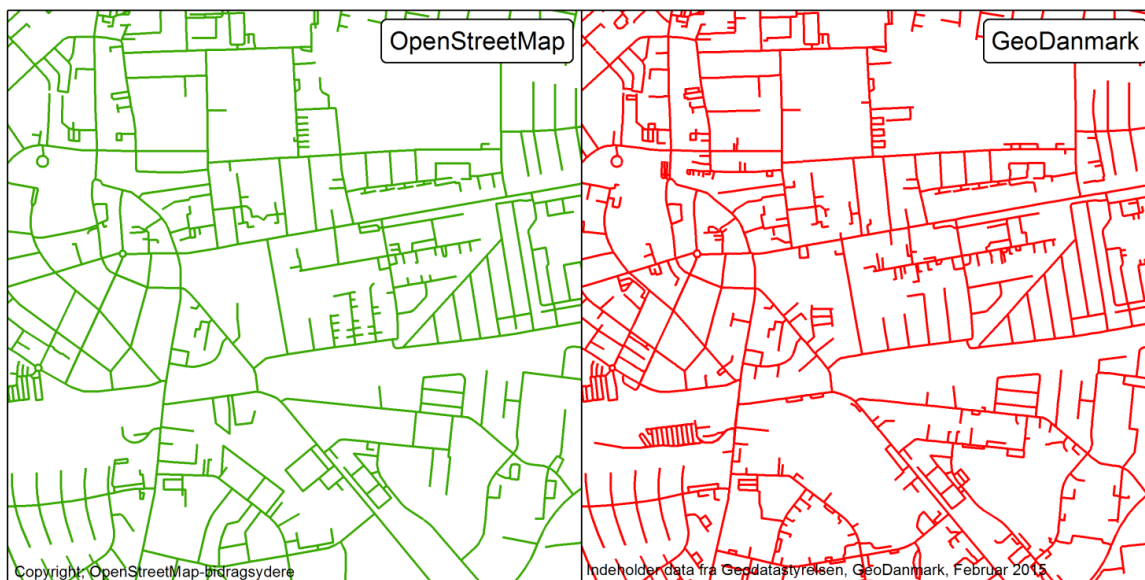 OpenStreetMap
GeoDanmark
Copyright: OpenStreetMap-bidragsydere
Indeholder data fra Geodatastyrelsen, GeoDanmark, Februar 2015